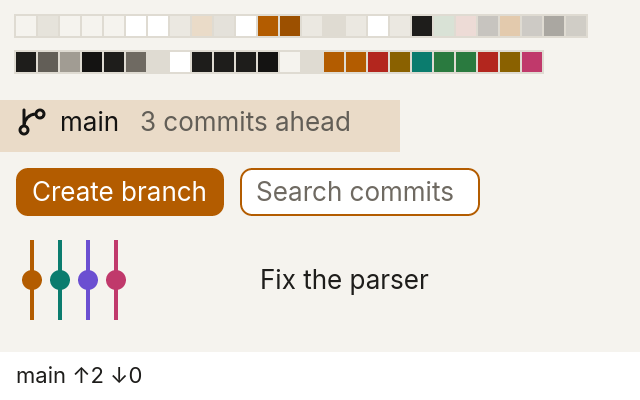 main 3 commits ahead
Create branch Search commits
Fix the parser
main ↑2 ↓0